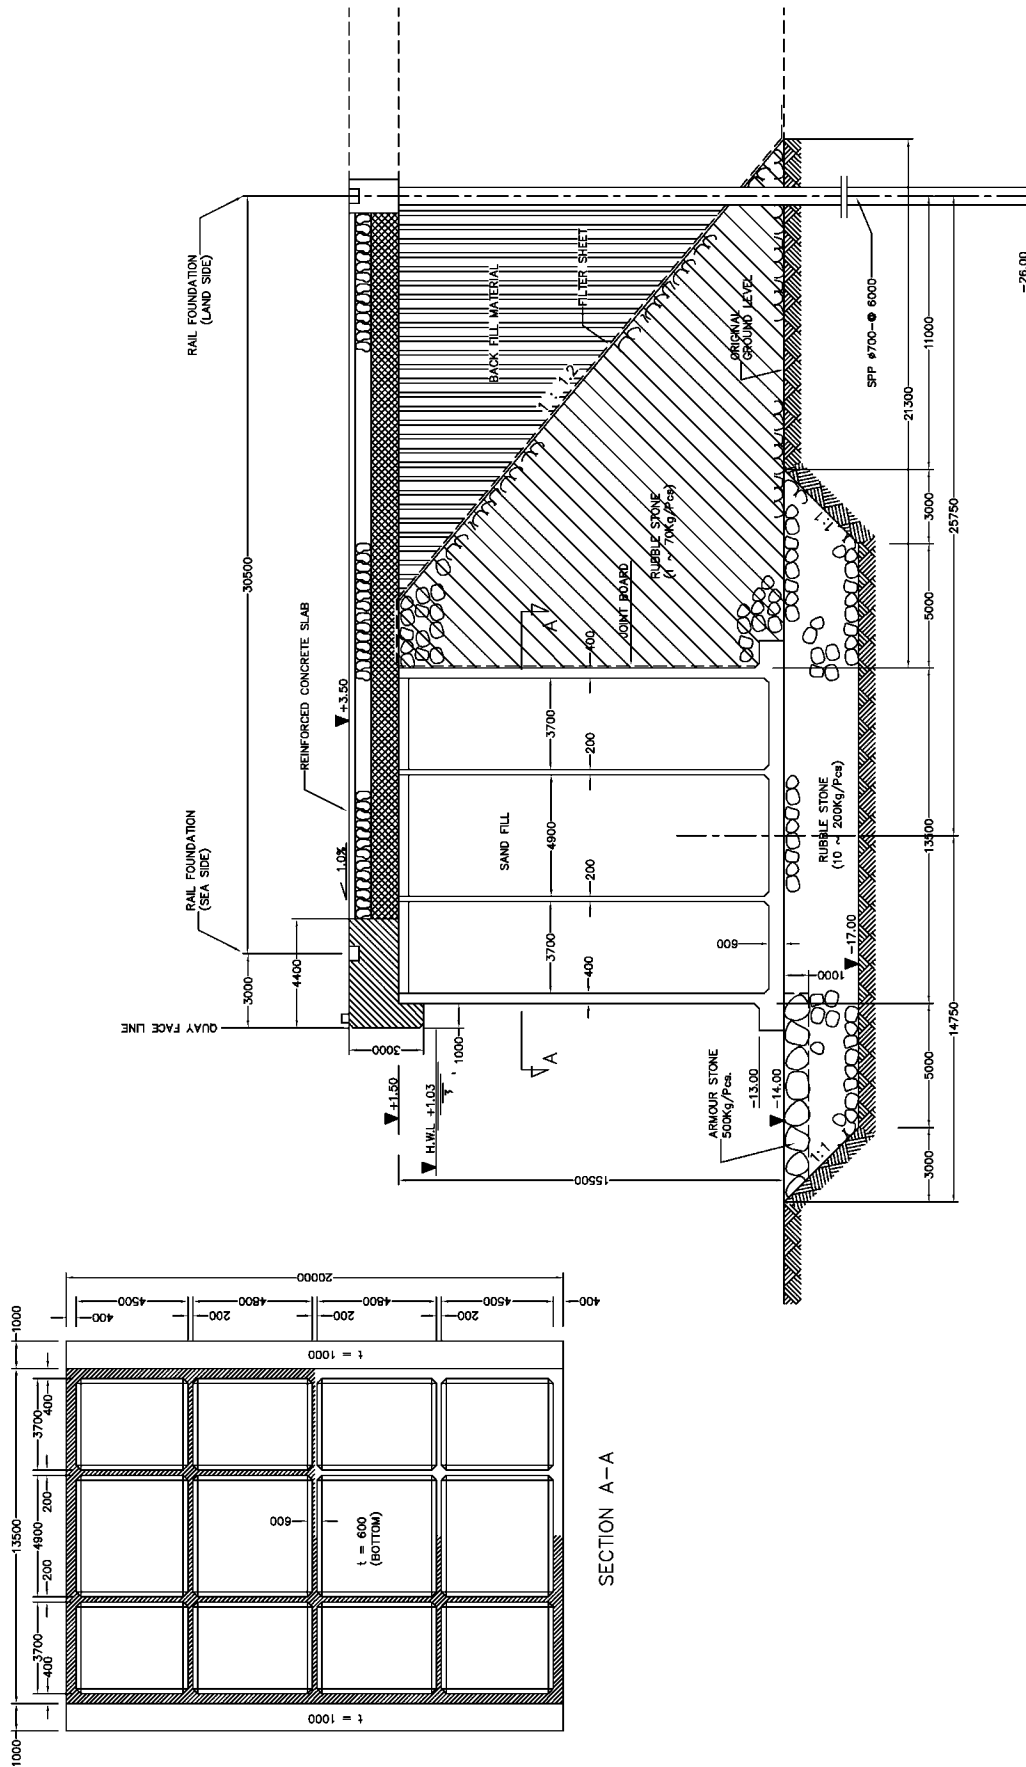 RAIL FOUNDATION
(LAND SIDE)
RAIL FOUNDATION
(SEA SIDE)
REINFORCED CONCRETE SLAB
QUAY FACE LINE
30500
3000
4400
1.0%
+3.50
3000
1000
+1.50
H.W.L +1.03
15500
BACK FILL MATERIAL
FILTER SHEET
1 : 1.2
ORIGINAL
GROUND LEVEL
RUBBLE STONE
(1 ~ 70Kg/Pcs)
JOINT BOARD
SAND FILL
A
A
400
3700
200
4900
200
3700
400
600
1000
-13.00
-14.00
-17.00
ARMOUR STONE
500Kg/Pcs.
RUBBLE STONE
(10 ~ 200Kg/Pcs)
1:1
1:1
SPP ø700-@ 6000
-26.00
21300
11000
3000
5000
13500
5000
3000
25750
14750
1000
13500
1000
400
3700
200
4900
200
3700
400
20000
400
4500
200
4800
200
4800
200
4500
400
t = 1000
t = 1000
600
t = 600
(BOTTOM)
SECTION A-A